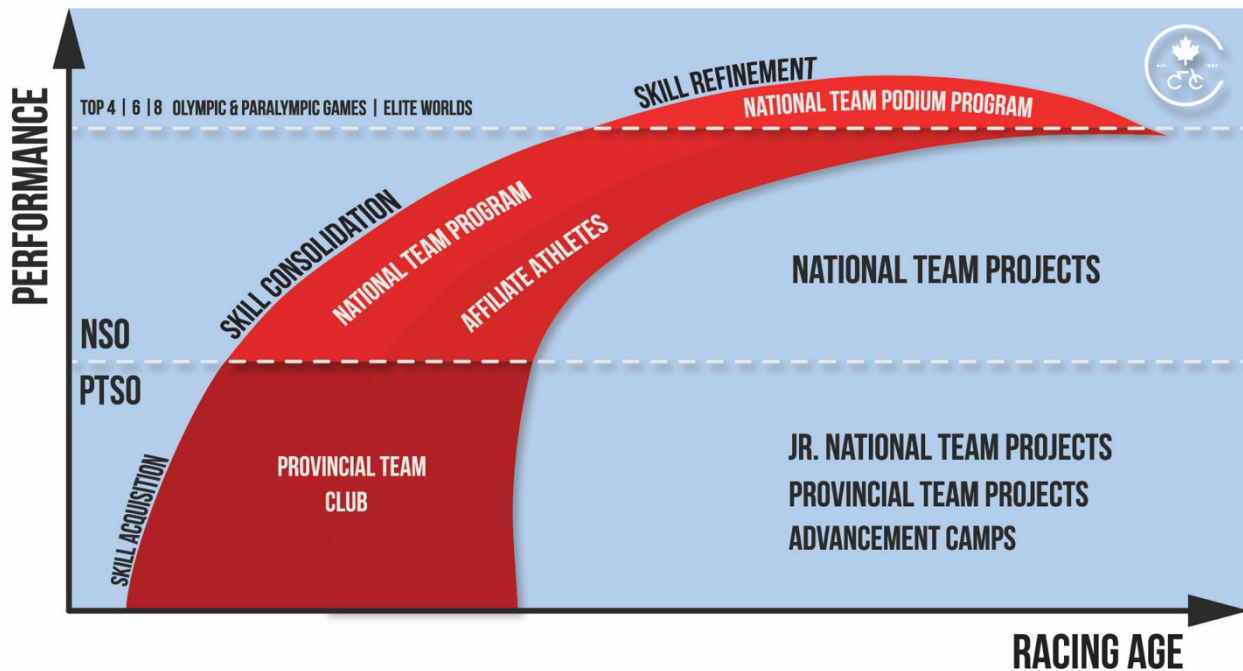 PERFORMANCE
TOP 4 | 6 | 8 OLYMPIC & PARALYMPIC GAMES | ELITE WORLDS
SKILL REFINEMENT
NATIONAL TEAM PODIUM PROGRAM
SKILL CONSOLIDATION
NATIONAL TEAM PROGRAM
AFFILIATE ATHLETES
NATIONAL TEAM PROJECTS
NSO
PTSO
SKILL ACQUISITION
PROVINCIAL TEAM
CLUB
JR. NATIONAL TEAM PROJECTS
PROVINCIAL TEAM PROJECTS
ADVANCEMENT CAMPS
RACING AGE